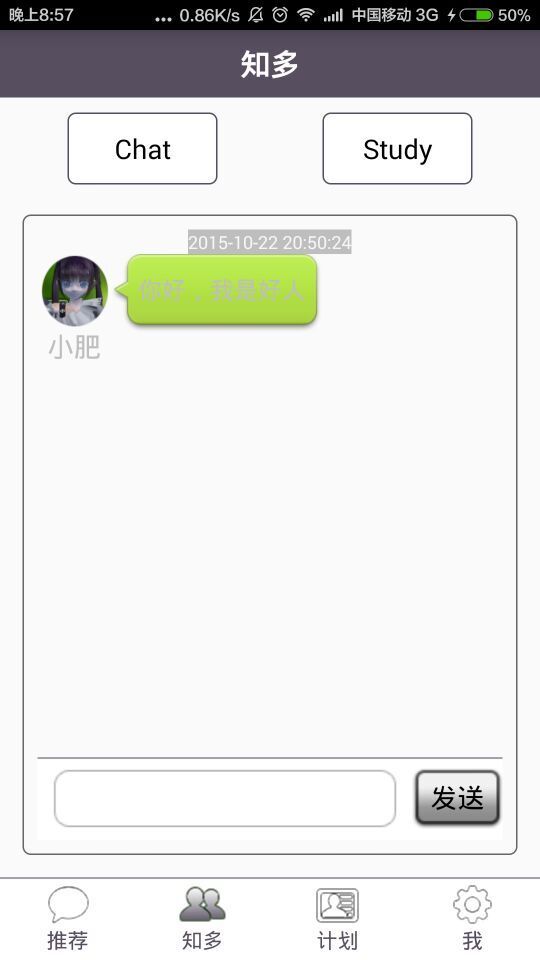 晚上8:57 ... 0.86K/s 中国移动 3G 50%
知多
Chat Study
2015-10-22 20:50:24
你好，我是好人
小肥
发送
推荐 知多 计划 我